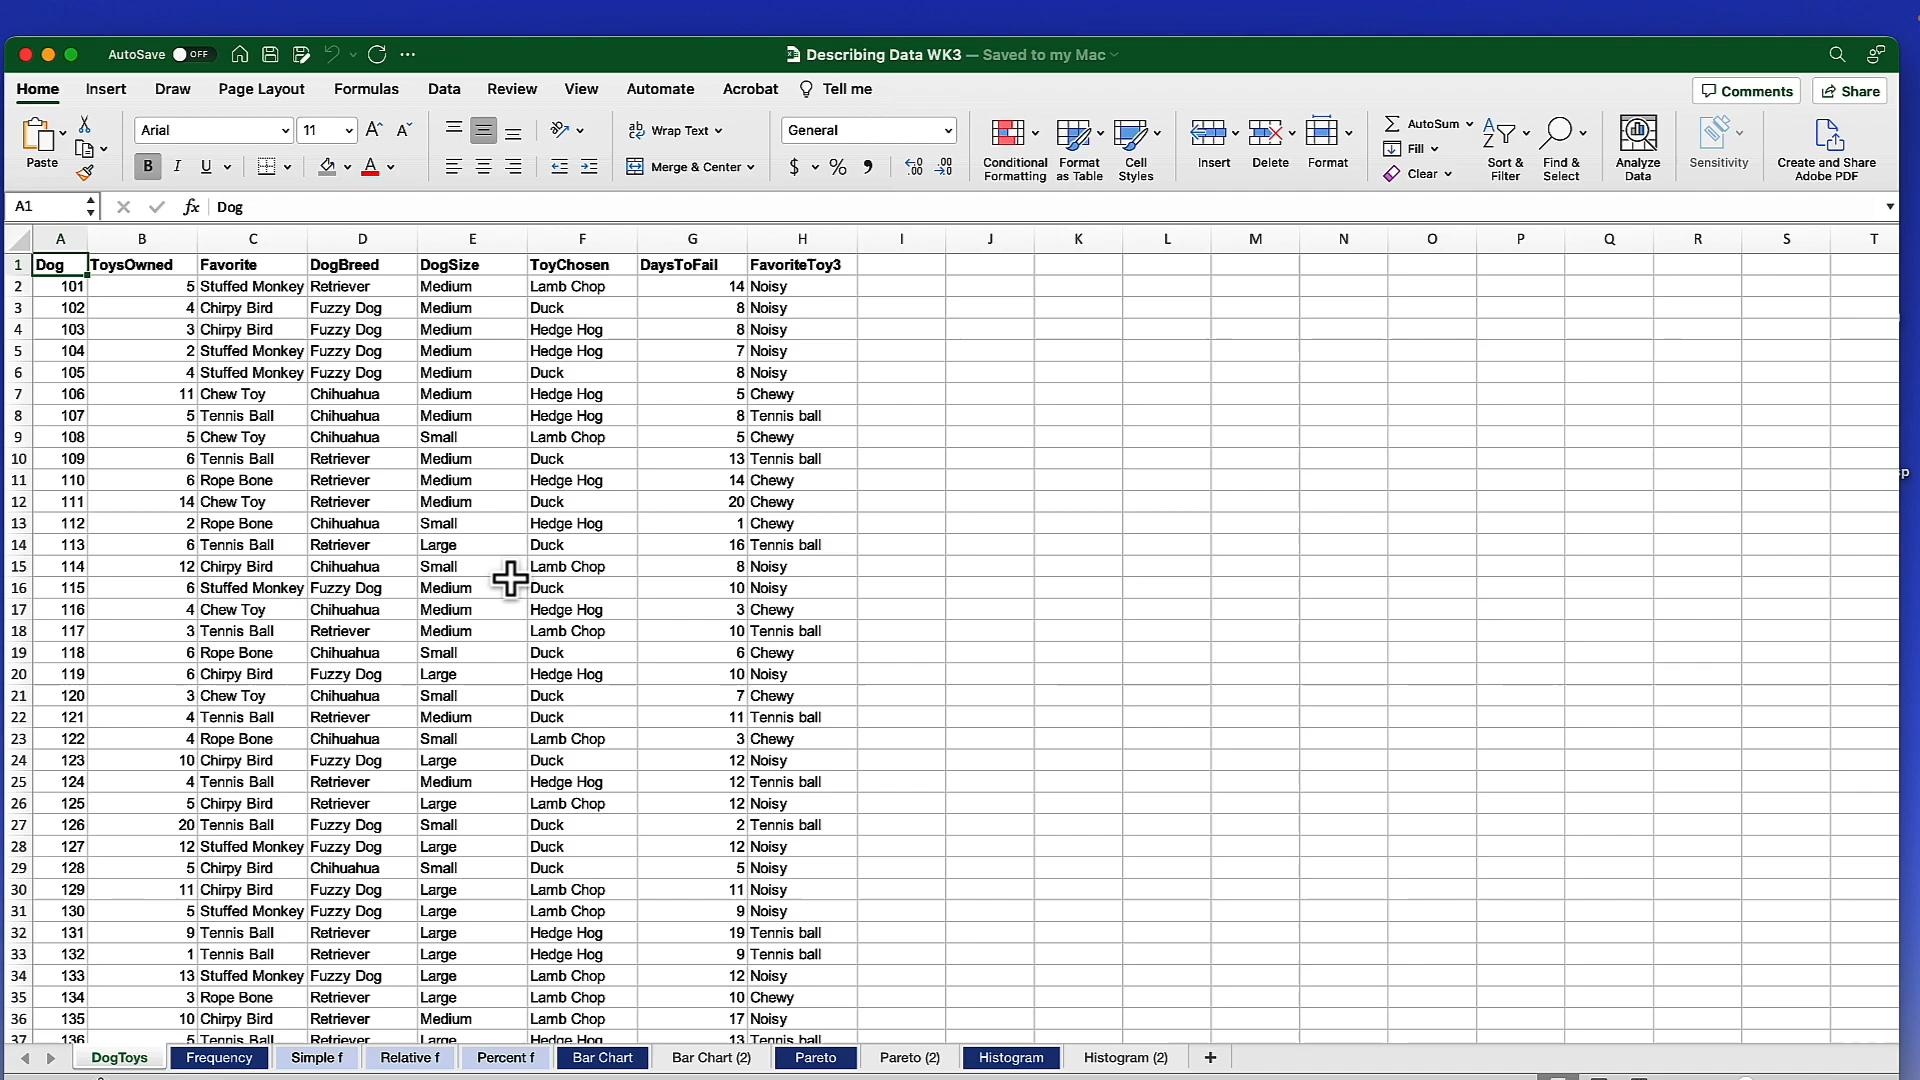 AutoSave OFF Describing Data WK3 — Saved to my Mac
Home Insert Draw Page Layout Formulas Data Review View Automate Acrobat Tell me Comments Share
Paste Arial 11 B I U A Wrap Text Merge & Center General $ % Conditional Formatting Format as Table Cell Styles Insert Delete Format AutoSum Fill Clear Sort & Filter Find & Select Analyze Data Sensitivity Create and Share Adobe PDF
A1 fx Dog
A B C D E F G H I J K L M N O P Q R S T
1 Dog ToysOwned Favorite DogBreed DogSize ToyChosen DaysToFail FavoriteToy3
2 101 5 Stuffed Monkey Retriever Medium Lamb Chop 14 Noisy
3 102 4 Chirpy Bird Fuzzy Dog Medium Duck 8 Noisy
4 103 3 Chirpy Bird Fuzzy Dog Medium Hedge Hog 8 Noisy
5 104 2 Stuffed Monkey Fuzzy Dog Medium Hedge Hog 7 Noisy
6 105 4 Stuffed Monkey Fuzzy Dog Medium Duck 8 Noisy
7 106 11 Chew Toy Chihuahua Medium Hedge Hog 5 Chewy
8 107 5 Tennis Ball Chihuahua Medium Hedge Hog 8 Tennis ball
9 108 5 Chew Toy Chihuahua Small Lamb Chop 5 Chewy
10 109 6 Tennis Ball Retriever Medium Duck 13 Tennis ball
11 110 6 Rope Bone Retriever Medium Hedge Hog 14 Chewy
12 111 14 Chew Toy Retriever Medium Duck 20 Chewy
13 112 2 Rope Bone Chihuahua Small Hedge Hog 1 Chewy
14 113 6 Tennis Ball Retriever Large Duck 16 Tennis ball
15 114 12 Chirpy Bird Chihuahua Small Lamb Chop 8 Noisy
16 115 6 Stuffed Monkey Fuzzy Dog Medium Duck 10 Noisy
17 116 4 Chew Toy Chihuahua Medium Hedge Hog 3 Chewy
18 117 3 Tennis Ball Retriever Medium Lamb Chop 10 Tennis ball
19 118 6 Rope Bone Chihuahua Small Duck 6 Chewy
20 119 6 Chirpy Bird Fuzzy Dog Large Hedge Hog 10 Noisy
21 120 3 Chew Toy Chihuahua Small Duck 7 Chewy
22 121 4 Tennis Ball Retriever Medium Duck 11 Tennis ball
23 122 4 Rope Bone Chihuahua Small Lamb Chop 3 Chewy
24 123 10 Chirpy Bird Fuzzy Dog Large Duck 12 Noisy
25 124 4 Tennis Ball Retriever Medium Hedge Hog 12 Tennis ball
26 125 5 Chirpy Bird Retriever Large Lamb Chop 12 Noisy
27 126 20 Tennis Ball Fuzzy Dog Small Duck 2 Tennis ball
28 127 12 Stuffed Monkey Fuzzy Dog Large Duck 12 Noisy
29 128 5 Chirpy Bird Chihuahua Small Duck 5 Noisy
30 129 11 Chirpy Bird Fuzzy Dog Large Lamb Chop 11 Noisy
31 130 5 Stuffed Monkey Fuzzy Dog Large Lamb Chop 9 Noisy
32 131 9 Tennis Ball Retriever Large Hedge Hog 19 Tennis ball
33 132 1 Tennis Ball Retriever Large Hedge Hog 9 Tennis ball
34 133 13 Stuffed Monkey Fuzzy Dog Large Lamb Chop 12 Noisy
35 134 3 Rope Bone Retriever Large Lamb Chop 10 Chewy
36 135 10 Chirpy Bird Retriever Medium Lamb Chop 17 Noisy
37 136 5 Tennis Ball Retriever Large Hedge Hog 13 Tennis ball
DogToys Frequency Simple f Relative f Percent f Bar Chart Bar Chart (2) Pareto Pareto (2) Histogram Histogram (2) +